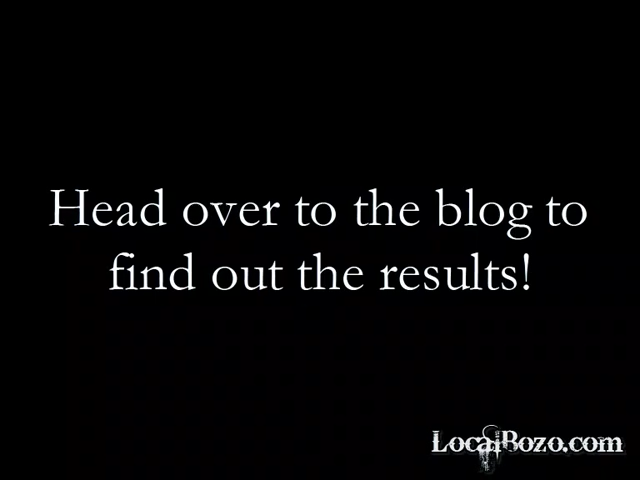 Head over to the blog to
find out the results!
LocalBozo.com